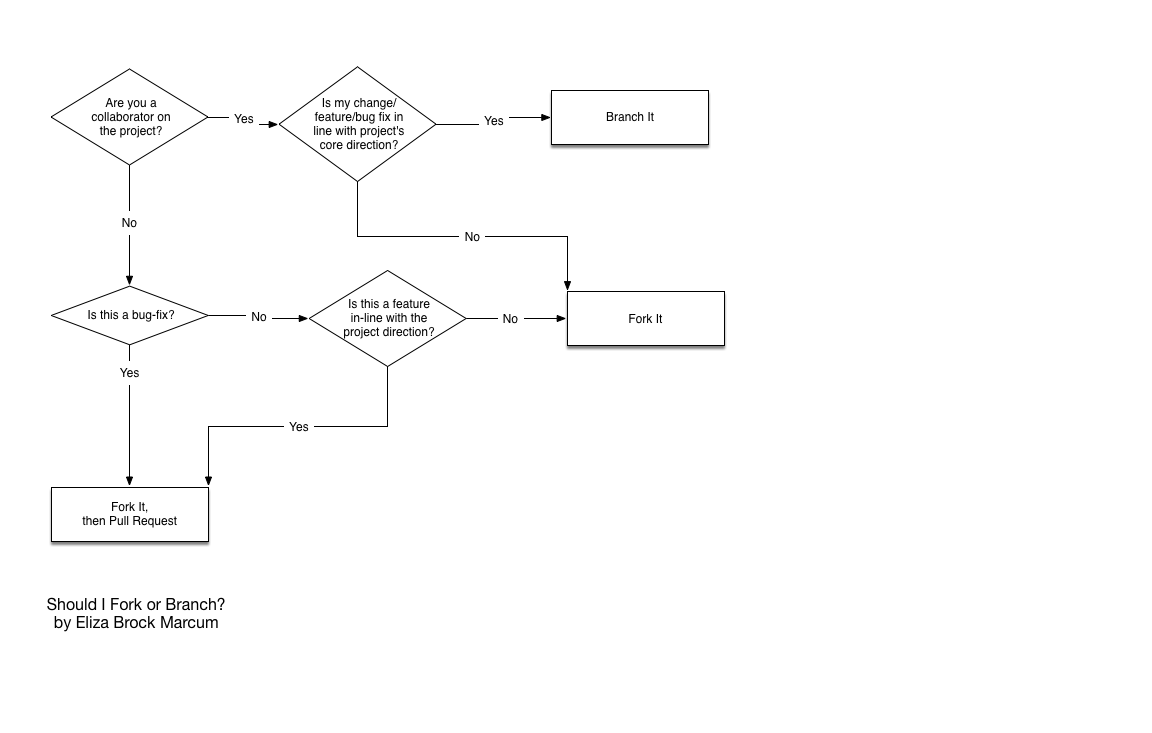 Are you a
collaborator on
the project?
Yes
Is my change/
feature/bug fix in
line with project's
core direction?
Yes
Branch It
No
No
Is this a bug-fix?
No
Is this a feature
in-line with the
project direction?
No
Fork It
Yes
Yes
Fork It,
then Pull Request
Should I Fork or Branch?
by Eliza Brock Marcum